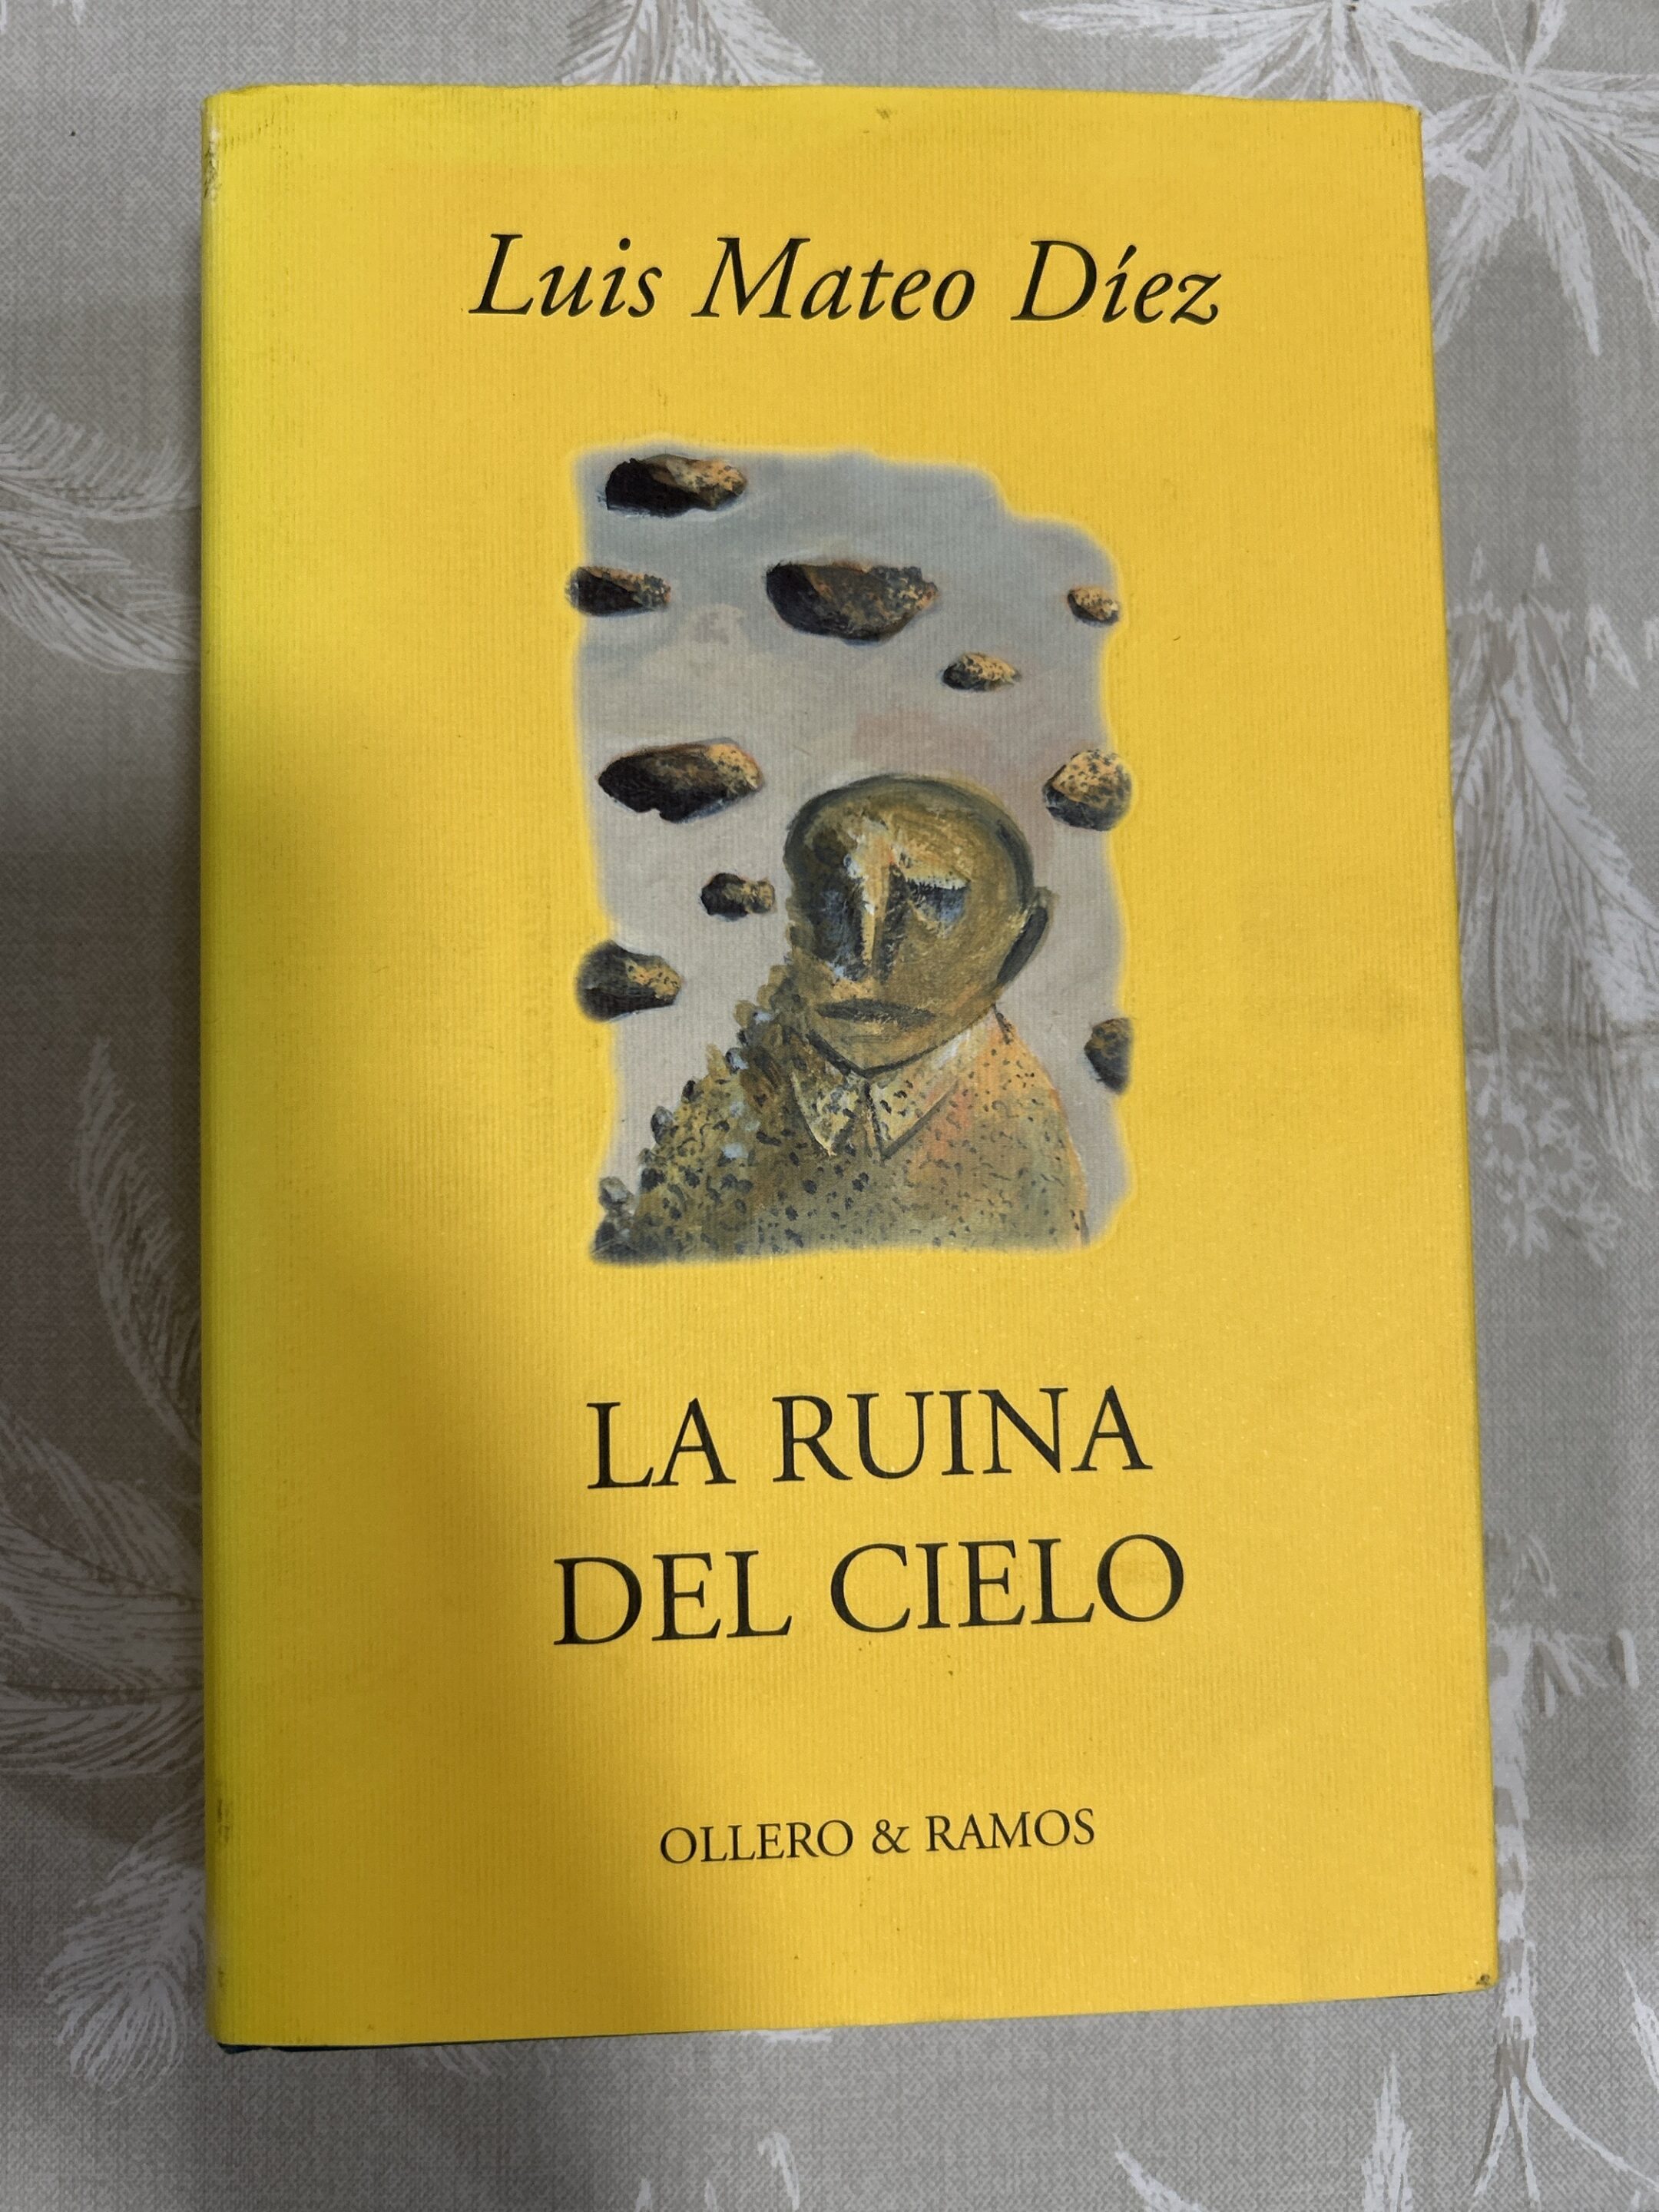 Luis Mateo Díez
LA RUINA
DEL CIELO
OLLERO & RAMOS